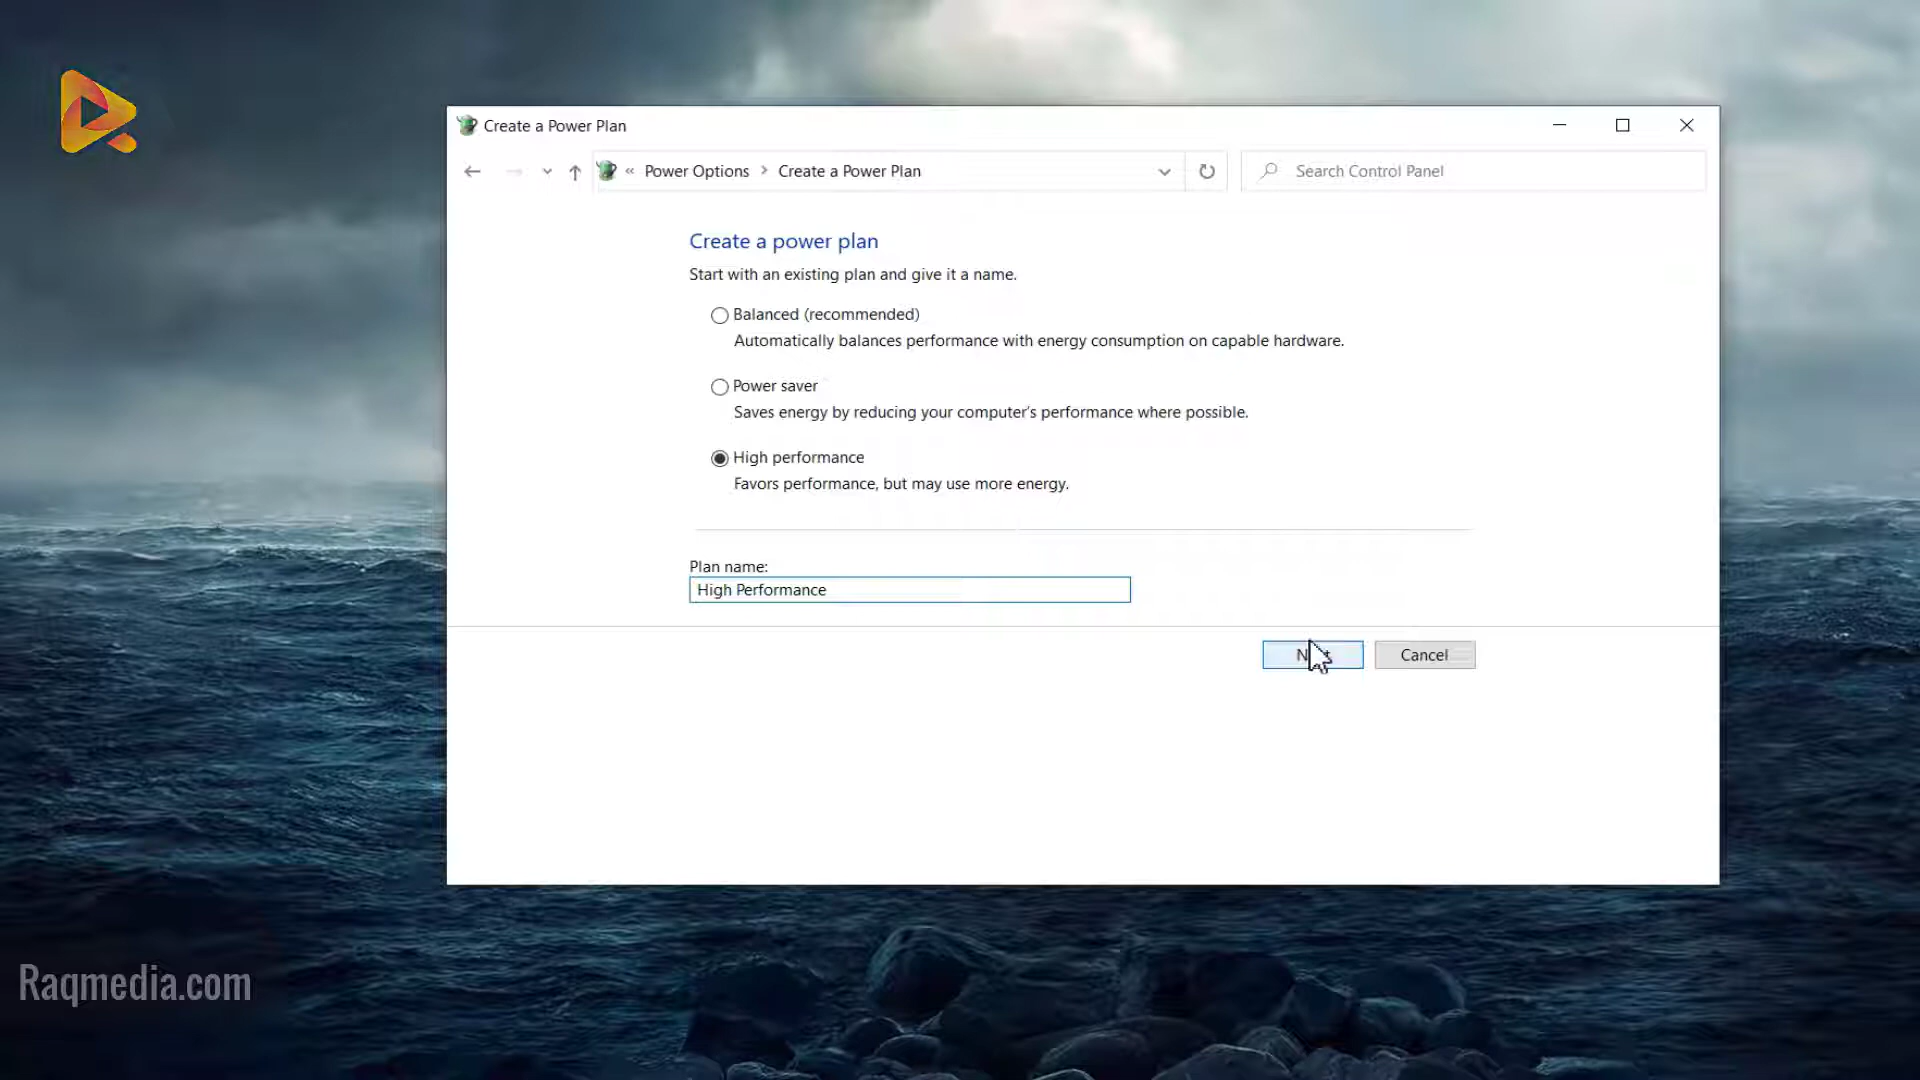 Create a Power Plan
« Power Options > Create a Power Plan
Search Control Panel
Create a power plan
Start with an existing plan and give it a name.
Balanced (recommended)
Automatically balances performance with energy consumption on capable hardware.
Power saver
Saves energy by reducing your computer's performance where possible.
High performance
Favors performance, but may use more energy.
Plan name:
High Performance
Cancel
Raqmedia.com